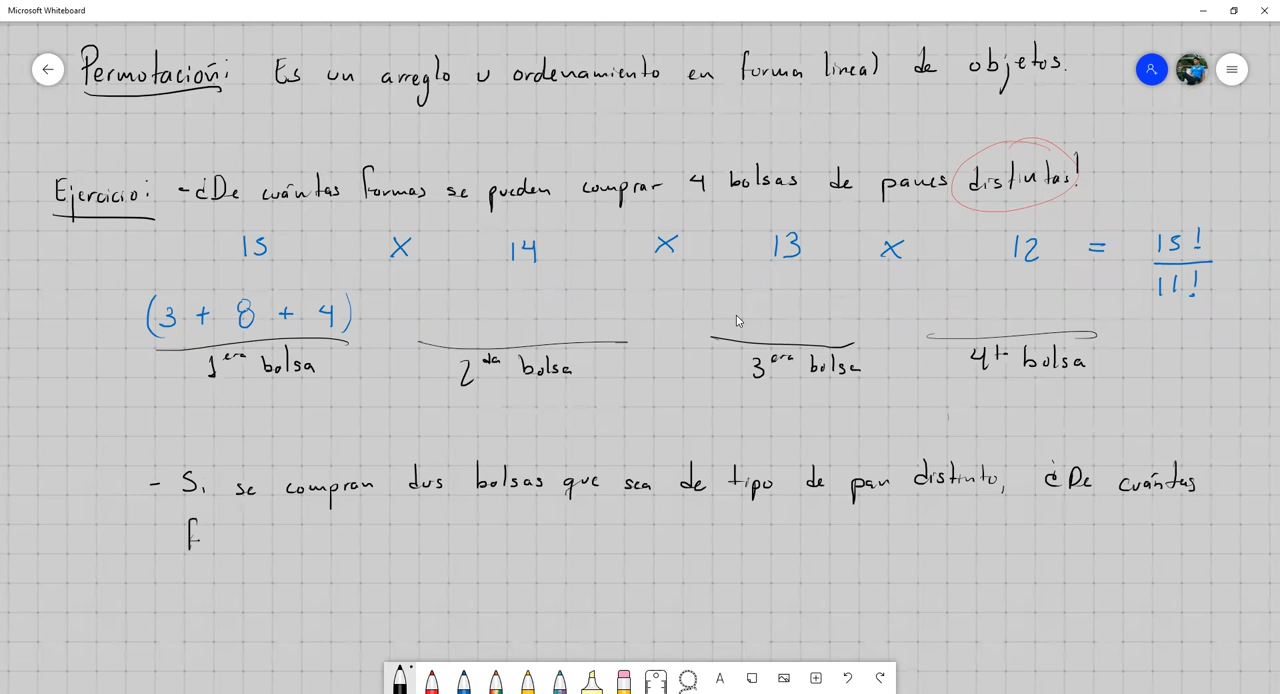 Microsoft Whiteboard
Permotación: Es un arreglo u ordenamiento en forma lineal de objetos.
Ejercicio: - ¿De cuántas formas se pueden comprar 4 bolsas de panes distintas?
15 x 14 x 13 x 12 = 15! / 11!
(3 + 8 + 4)
1era bolsa 2da bolsa 3era bolsa 4ta bolsa
- Si se compran dos bolsas que sea de tipo de pan distinto, ¿De cuántas
f